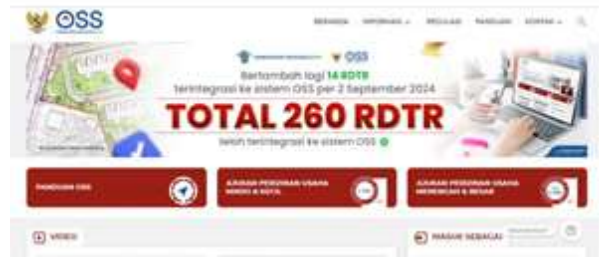 OSS
BERANDA INFORMASI REGULASI PANDUAN KONTAK
OSS
Bertambah lagi 14 RDTR
terintegrasi ke sistem OSS per 2 September 2024
TOTAL 260 RDTR
telah terintegrasi ke sistem OSS
PANDUAN OSS
AJUKAN PERIZINAN USAHA
MIKRO & KECIL
AJUKAN PERIZINAN USAHA
MENENGAH & BESAR
VIDEO
MASUK SEBAGAI